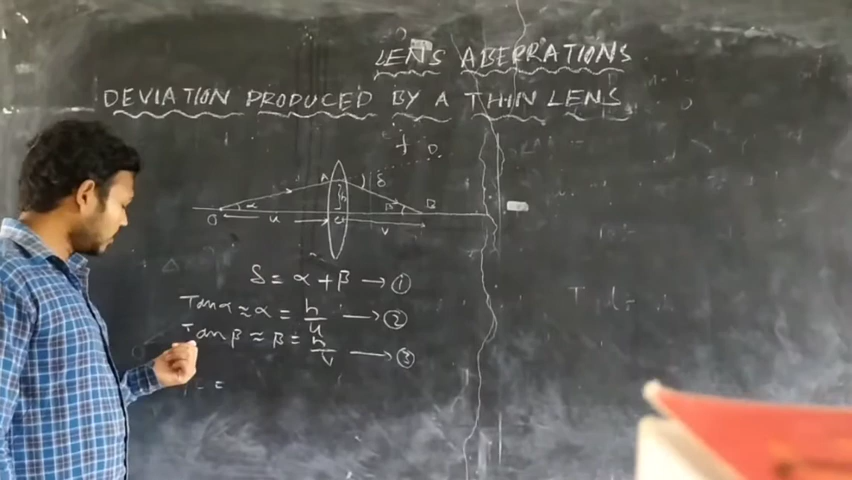 LENS ABERRATIONS
DEVIATION PRODUCED BY A THIN LENS
A δ
α h β B
O u C v
δ = α + β → ①
Tanα ≈ α = h/u → ②
Tanβ ≈ β = h/v → ③